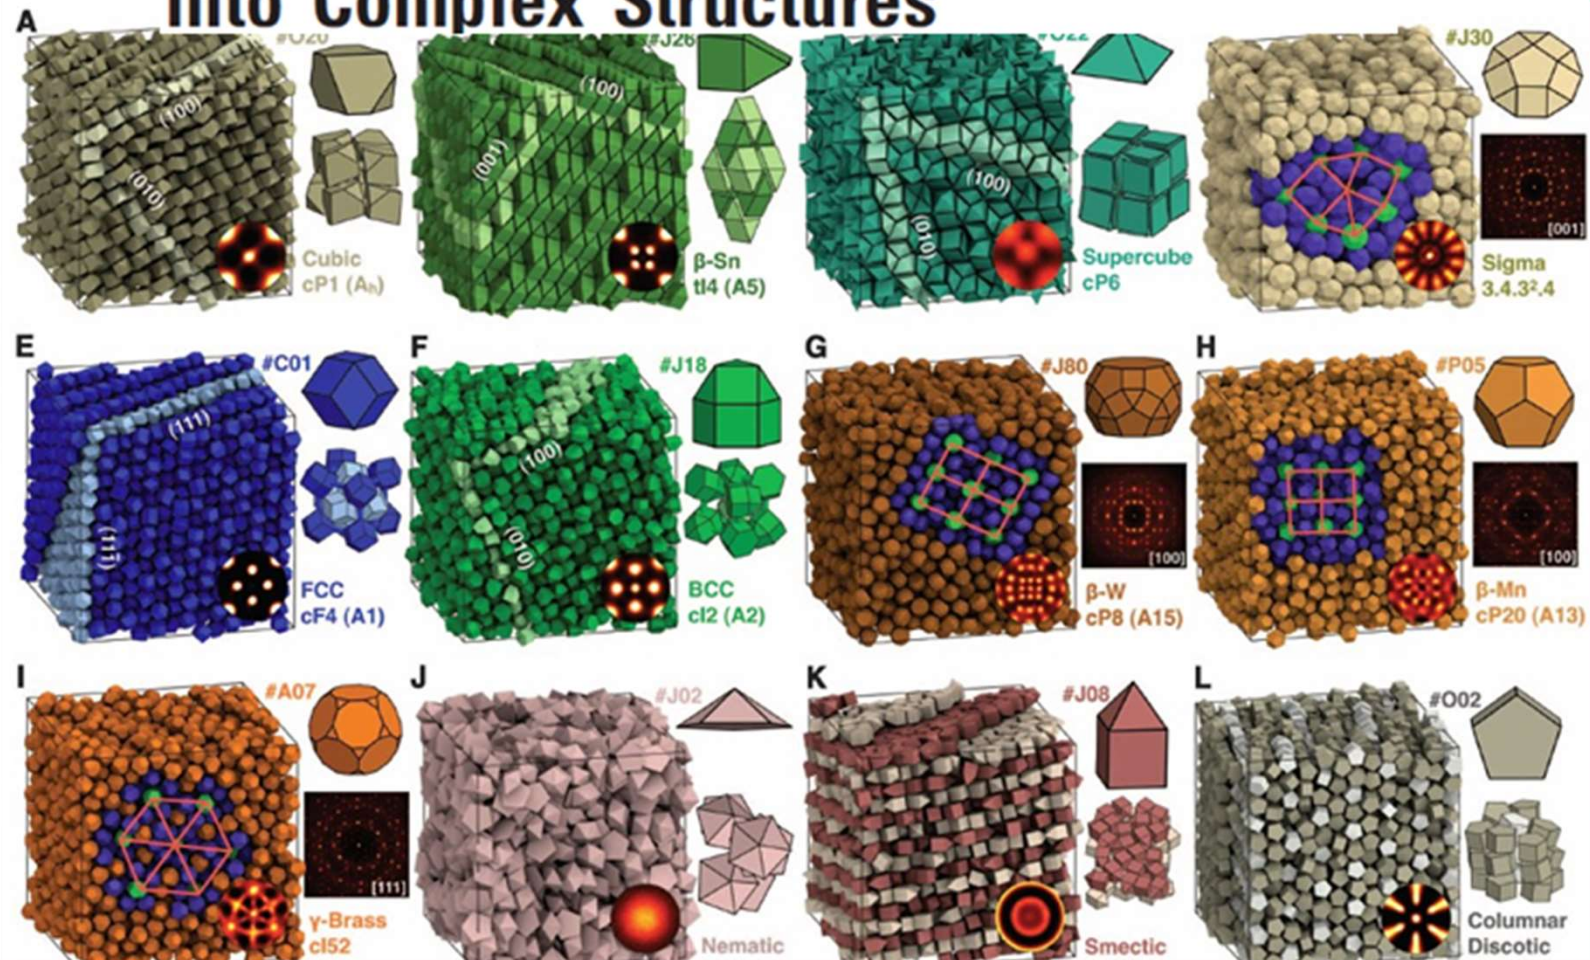 into Complex Structures
A
#O20
(100)
(010)
Cubic
cP1 (Aₕ)
#J26
(100)
(001)
β-Sn
tI4 (A5)
#O22
(100)
(010)
Supercube
cP6
#J30
[001]
Sigma
3.4.3².4
E
#C01
(111)
(111̄)
FCC
cF4 (A1)
F
#J18
(100)
(010)
BCC
cI2 (A2)
G
#J80
[100]
β-W
cP8 (A15)
H
#P05
[100]
β-Mn
cP20 (A13)
I
#A07
[111]
γ-Brass
cI52
J
#J02
Nematic
K
#J08
Smectic
L
#O02
Columnar
Discotic